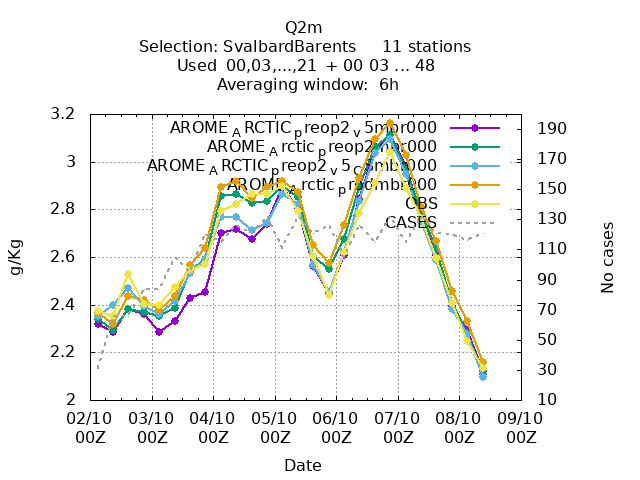 Q2m
Selection: SvalbardBarents 11 stations
Used 00,03,...,21 + 00 03 ... 48
Averaging window: 6h
g/Kg
3.2
3
2.8
2.6
2.4
2.2
2
AROME_ARCTIC_preop2_v5mbr000
AROME_Arctic_preop2mbr000
OBS
CASES
190
170
150
130
110
90
70
50
30
10
No cases
02/10 03/10 04/10 05/10 06/10 07/10 08/10 09/10
00Z 00Z 00Z 00Z 00Z 00Z 00Z 00Z
Date